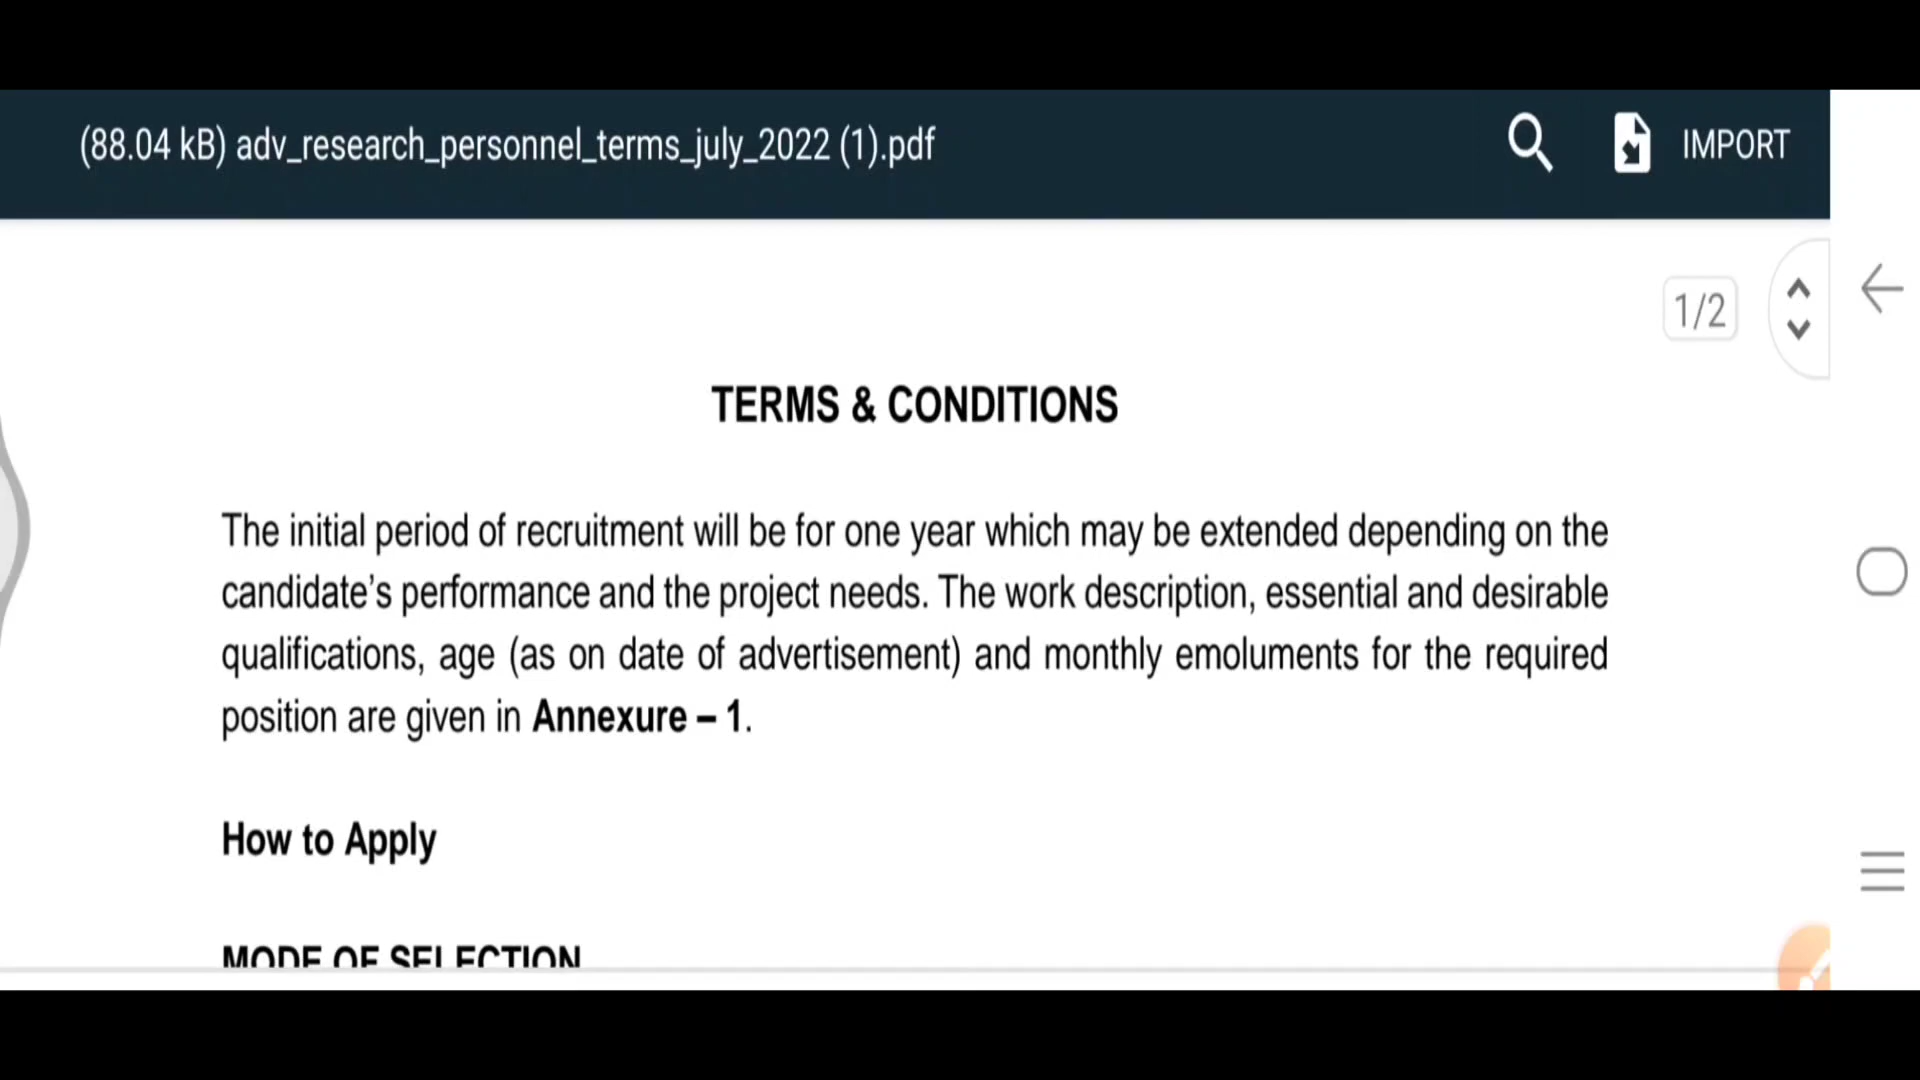 (88.04 kB) adv_research_personnel_terms_july_2022 (1).pdf
IMPORT
1/2
TERMS & CONDITIONS
The initial period of recruitment will be for one year which may be extended depending on the
candidate’s performance and the project needs. The work description, essential and desirable
qualifications, age (as on date of advertisement) and monthly emoluments for the required
position are given in Annexure – 1.
How to Apply
MODE OF SELECTION